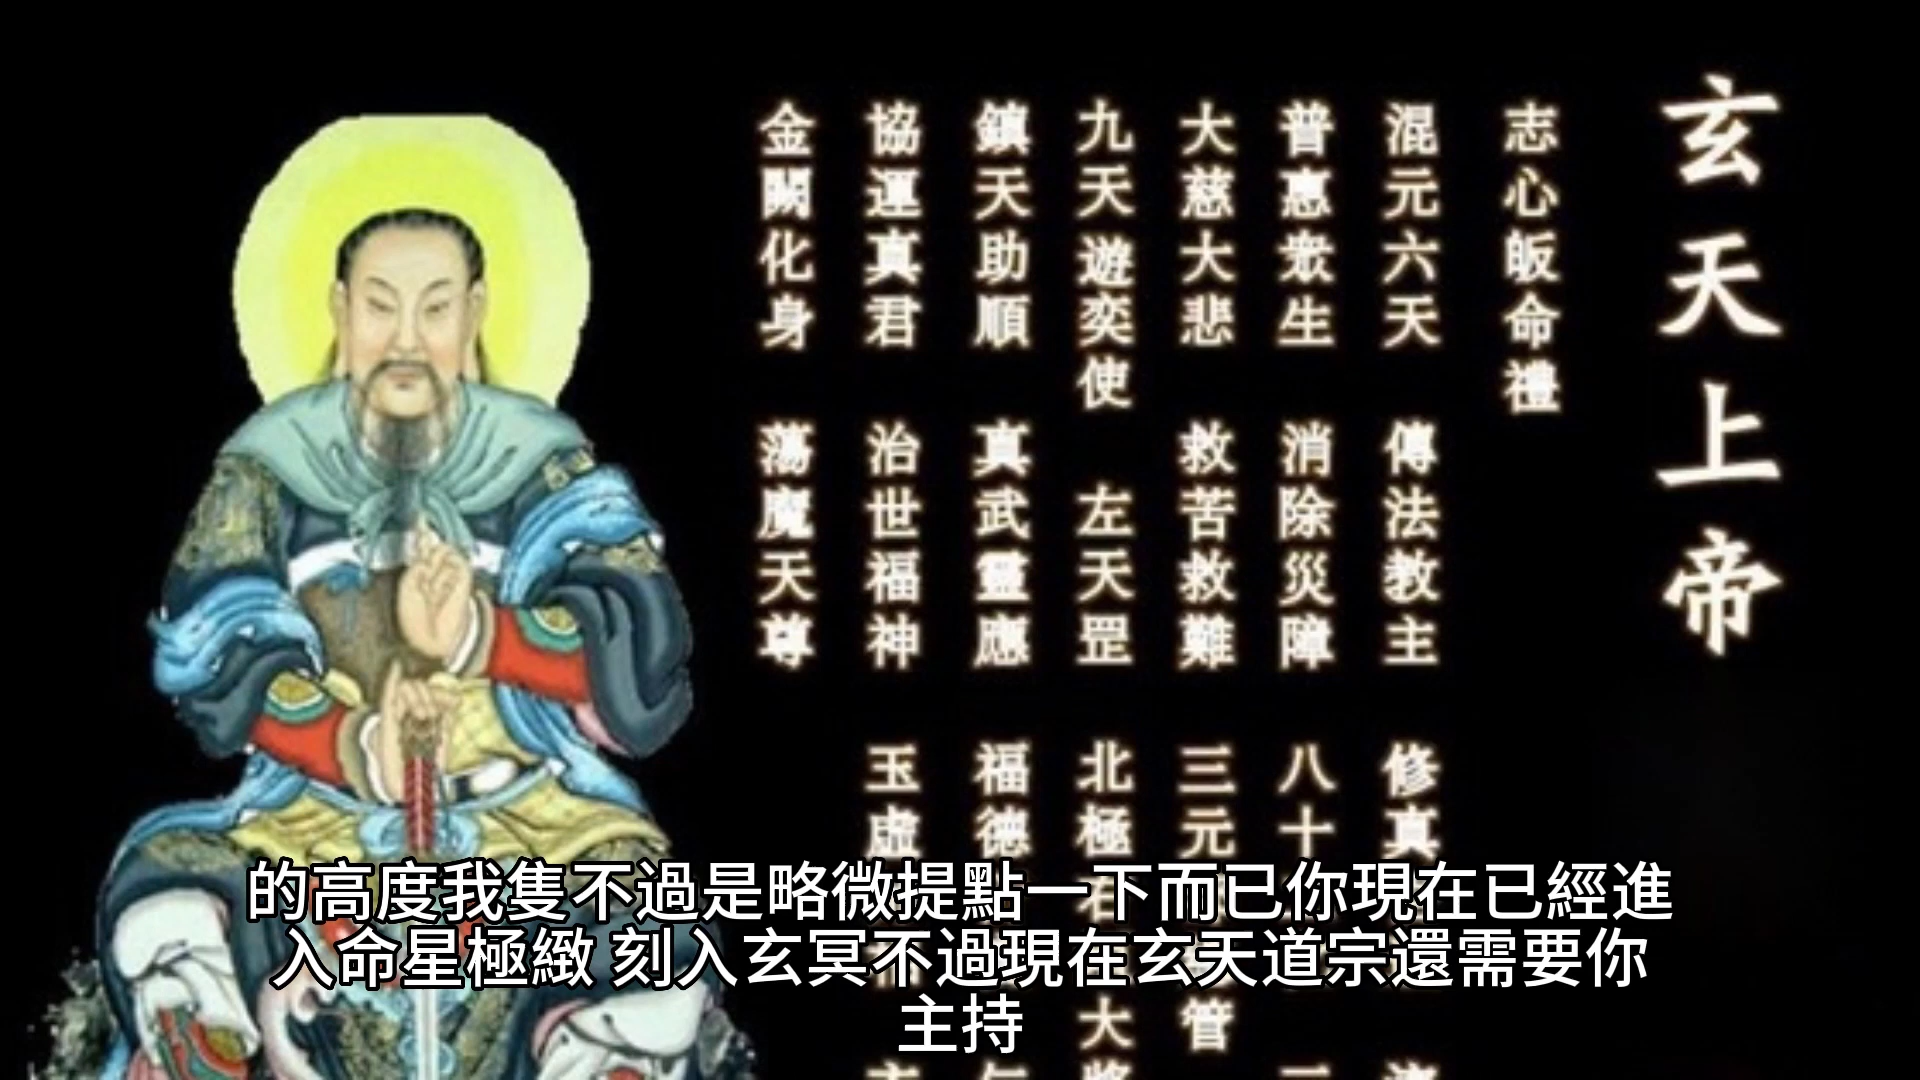 玄天上帝
志心皈命禮
混元六天 傳法教主 修真
普惠衆生 消除災障 八十
大慈大悲 救苦救難 三元 管
九天遊奕使 左天罡 北極 右 大將
鎮天助順 真武靈應 福德
協運真君 治世福神 玉虛
金闕化身 蕩魔天尊
的高度我隻不過是略微提點一下而已你現在已經進
入命星極緻 刻入玄冥不過現在玄天道宗還需要你
主持